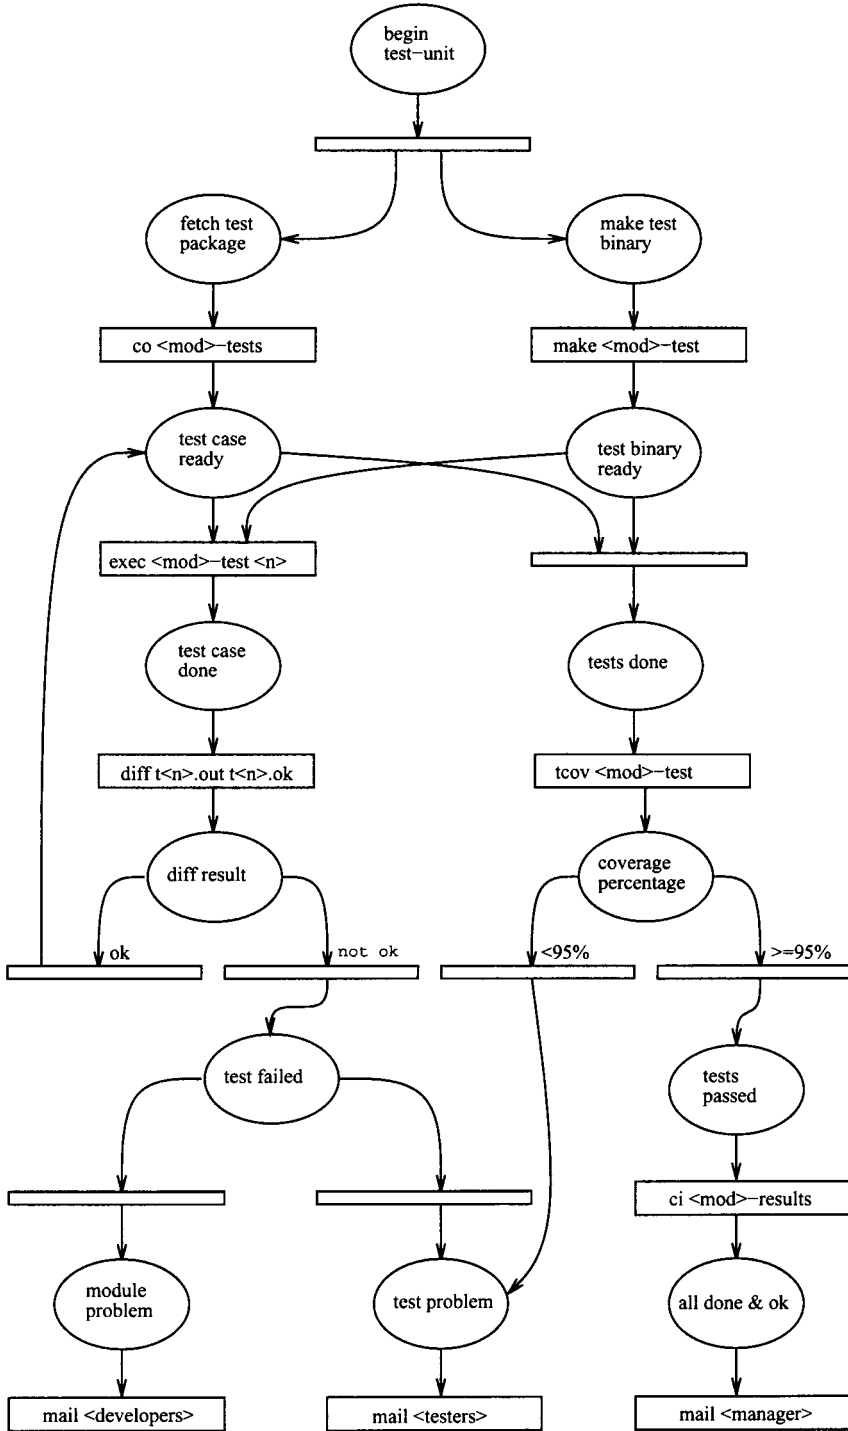 begin
test−unit
fetch test
package
make test
binary
co <mod>−tests
make <mod>−test
test case
ready
test binary
ready
exec <mod>−test <n>
test case
done
tests done
diff t<n>.out t<n>.ok
tcov <mod>−test
diff result
coverage
percentage
ok
not ok
<95%
>=95%
test failed
tests
passed
ci <mod>−results
module
problem
test problem
all done & ok
mail <developers>
mail <testers>
mail <manager>